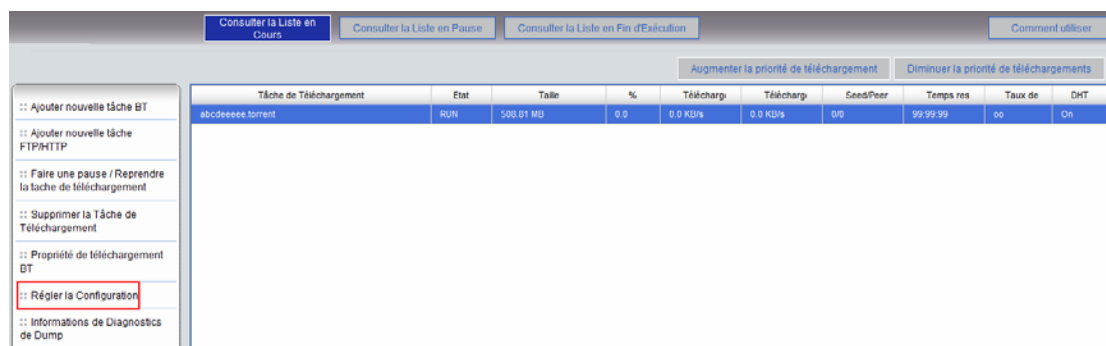 Consulter la Liste en
Cours
Consulter la Liste en Pause
Consulter la Liste en Fin d'Exécution
Comment utiliser
Augmenter la priorité de téléchargement
Diminuer la priorité de téléchargements
:: Ajouter nouvelle tâche BT
:: Ajouter nouvelle tâche
FTP/HTTP
:: Faire une pause / Reprendre
la tache de téléchargement
:: Supprimer la Tâche de
Téléchargement
:: Propriété de téléchargement
BT
:: Régler la Configuration
:: Informations de Diagnostics
de Dump
Tâche de Téléchargement Etat Taille % Télécharg Télécharg Seed/Peer Temps res Taux de DHT
abcdeeeee.torrent RUN 0.0 0.0 KB/s 0.0 KB/s 0/0 99:99:99 oo On